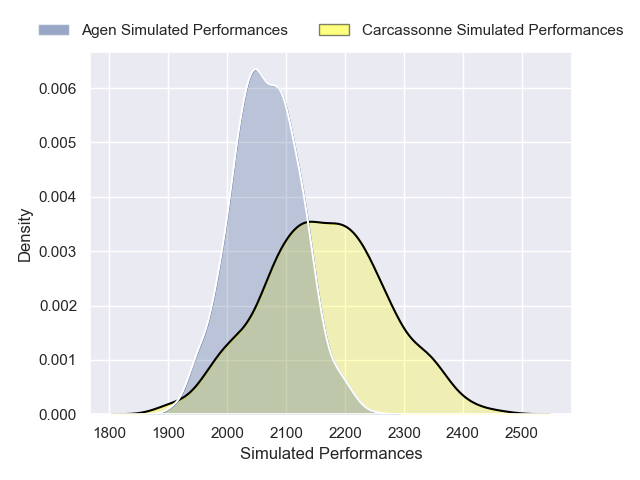 Agen Simulated Performances
Carcassonne Simulated Performances
0.006
0.005
0.004
0.003
0.002
0.001
0.000
Density
1800 1900 2000 2100 2200 2300 2400 2500
Simulated Performances